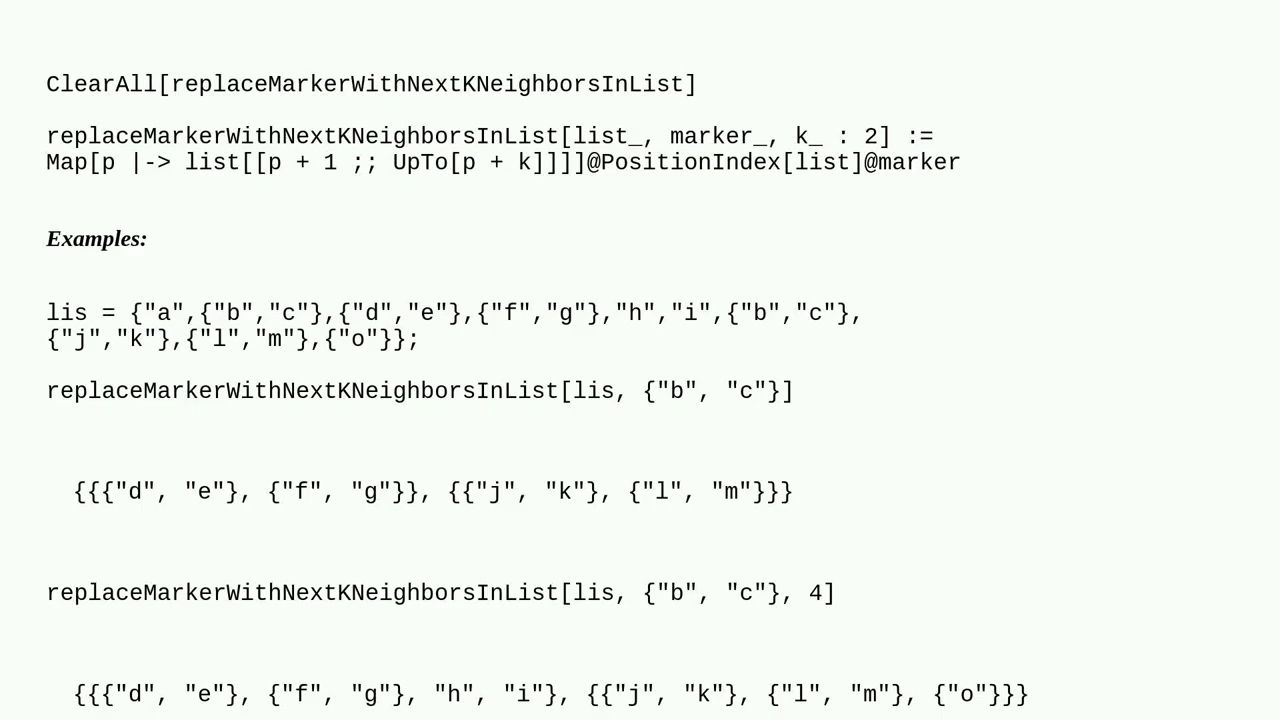 ClearAll[replaceMarkerWithNextKNeighborsInList]
replaceMarkerWithNextKNeighborsInList[list_, marker_, k_ : 2] :=
Map[p |-> list[[p + 1 ;; UpTo[p + k]]]]@PositionIndex[list]@marker
Examples:
lis = {"a",{"b","c"},{"d","e"},{"f","g"},"h","i",{"b","c"},
{"j","k"},{"l","m"},{"o"}};
replaceMarkerWithNextKNeighborsInList[lis, {"b", "c"}]
{{{"d", "e"}, {"f", "g"}}, {{"j", "k"}, {"l", "m"}}}
replaceMarkerWithNextKNeighborsInList[lis, {"b", "c"}, 4]
{{{"d", "e"}, {"f", "g"}, "h", "i"}, {{"j", "k"}, {"l", "m"}, {"o"}}}